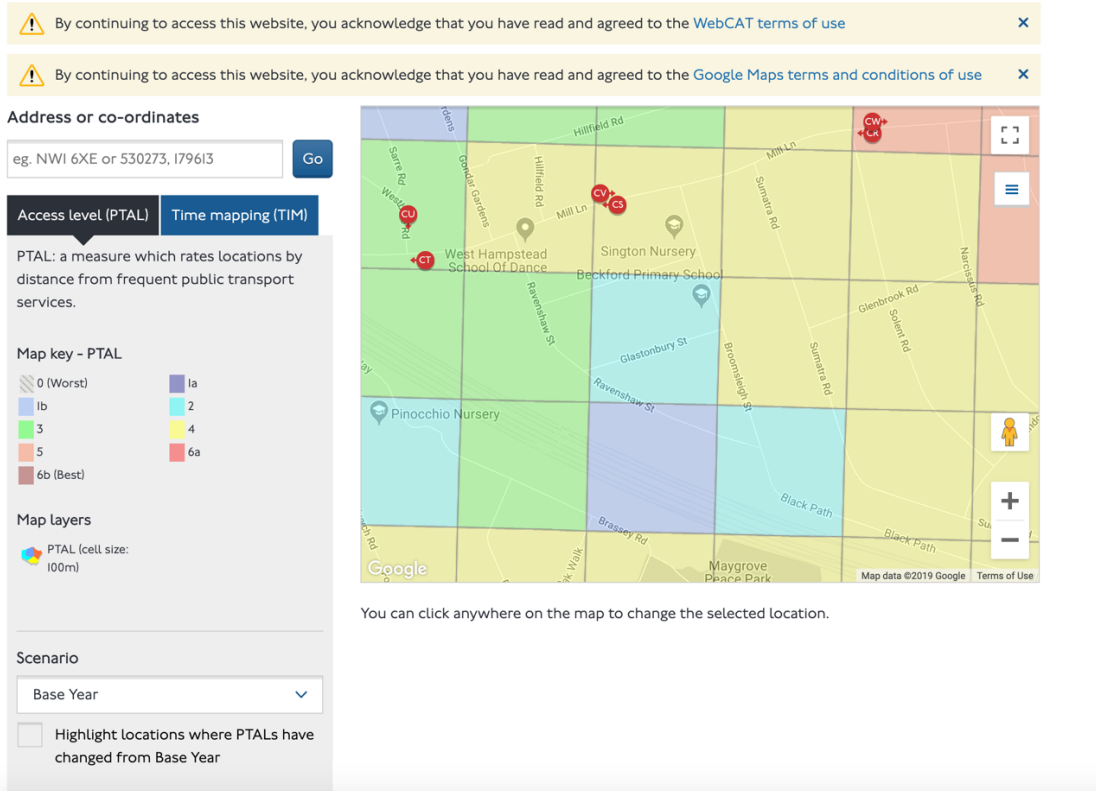 By continuing to access this website, you acknowledge that you have read and agreed to the WebCAT terms of use
By continuing to access this website, you acknowledge that you have read and agreed to the Google Maps terms and conditions of use
Address or co-ordinates
eg. NW1 6XE or 530273, 179613
Go
Access level (PTAL)
Time mapping (TIM)
PTAL: a measure which rates locations by
distance from frequent public transport
services.
Map key - PTAL
0 (Worst)
1a
1b
2
3
4
5
6a
6b (Best)
Map layers
PTAL (cell size:
100m)
Scenario
Base Year
Highlight locations where PTALs have
changed from Base Year
Hillfield Rd
Mill Ln
CW
CR
Sarre Rd
Gondar Gardens
Hillfield Rd
Sumatra Rd
CV
CS
CU
Mill Ln
CT
West Hampstead
School Of Dance
Sington Nursery
Beckford Primary School
Narcissus Rd
Ravenshaw St
Glenbrook Rd
Solent Rd
Glastonbury St
Broomsleigh St
Sumatra Rd
Ravenshaw St
Pinocchio Nursery
Black Path
Brassey Rd
Black Path
Maygrove
Peace Park
Google
Map data ©2019 Google
Terms of Use
You can click anywhere on the map to change the selected location.